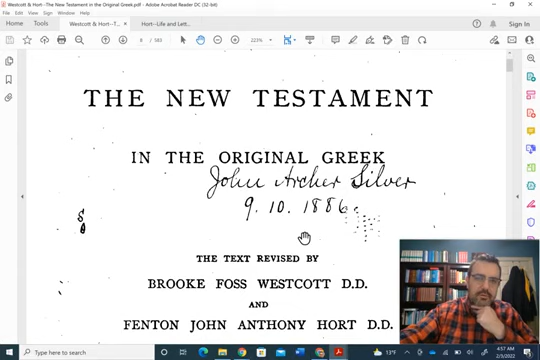 Westcott & Hort--The New Testament in the Original Greek.pdf - Adobe Acrobat Reader DC (32-bit)
File Edit View Sign Window Help
Home Tools Westcott & Hort--T... × Hort--Life and Lett... Sign In
8 / 583 223%
THE NEW TESTAMENT
IN THE ORIGINAL GREEK
John Archer Silver
9. 10. 1886.
THE TEXT REVISED BY
BROOKE FOSS WESTCOTT D.D.
AND
FENTON JOHN ANTHONY HORT D.D.
Type here to search
13°F
4:57 AM
2/3/2022